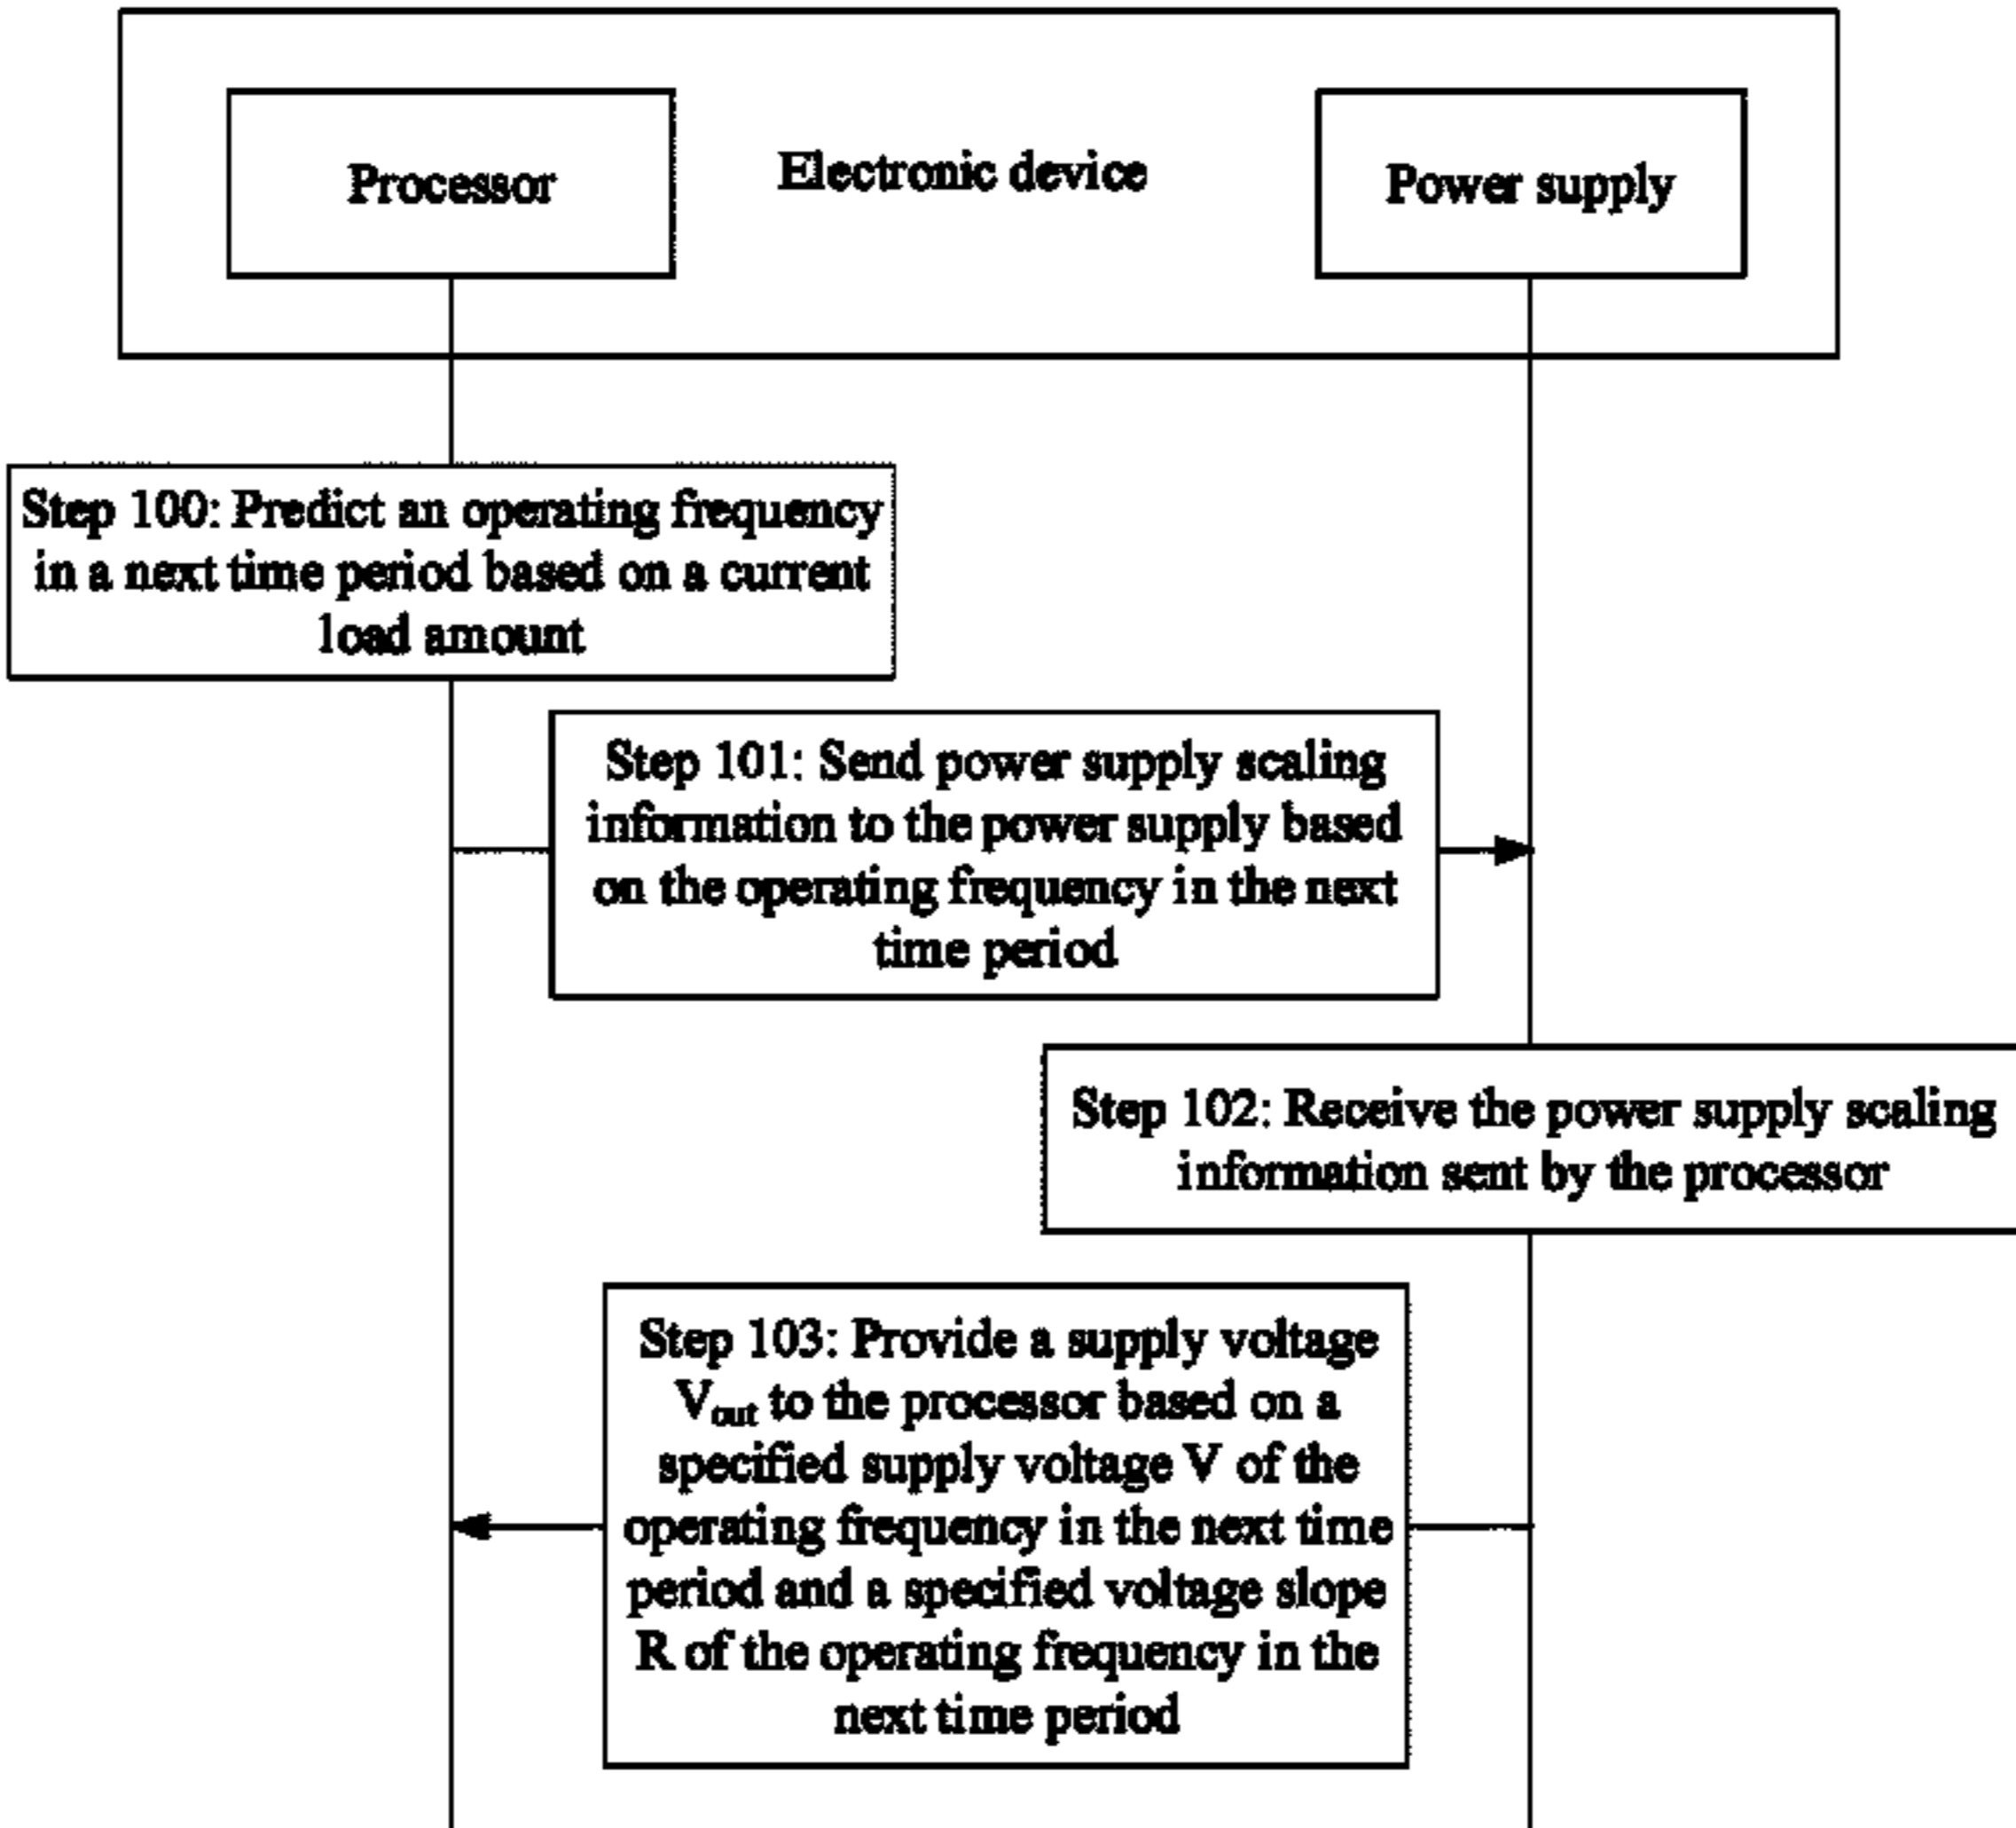 Processor
Electronic device
Power supply
Step 100: Predict an operating frequency
in a next time period based on a current
load amount
Step 101: Send power supply scaling
information to the power supply based
on the operating frequency in the next
time period
Step 102: Receive the power supply scaling
information sent by the processor
Step 103: Provide a supply voltage
Vout to the processor based on a
specified supply voltage V of the
operating frequency in the next time
period and a specified voltage slope
R of the operating frequency in the
next time period